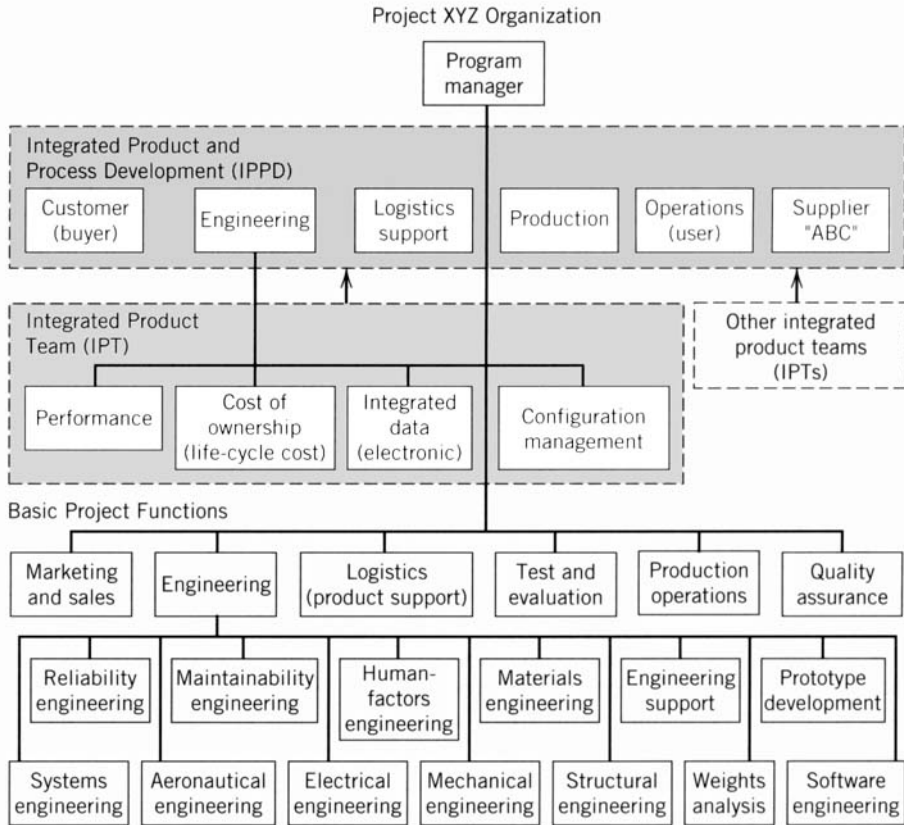 Project XYZ Organization
Program
manager
Integrated Product and
Process Development (IPPD)
Customer
(buyer)
Engineering
Logistics
support
Production
Operations
(user)
Supplier
"ABC"
Integrated Product
Team (IPT)
Other integrated
product teams
(IPTs)
Performance
Cost of
ownership
(life-cycle cost)
Integrated
data
(electronic)
Configuration
management
Basic Project Functions
Marketing
and sales
Engineering
Logistics
(product support)
Test and
evaluation
Production
operations
Quality
assurance
Reliability
engineering
Maintainability
engineering
Human-
factors
engineering
Materials
engineering
Engineering
support
Prototype
development
Systems
engineering
Aeronautical
engineering
Electrical
engineering
Mechanical
engineering
Structural
engineering
Weights
analysis
Software
engineering